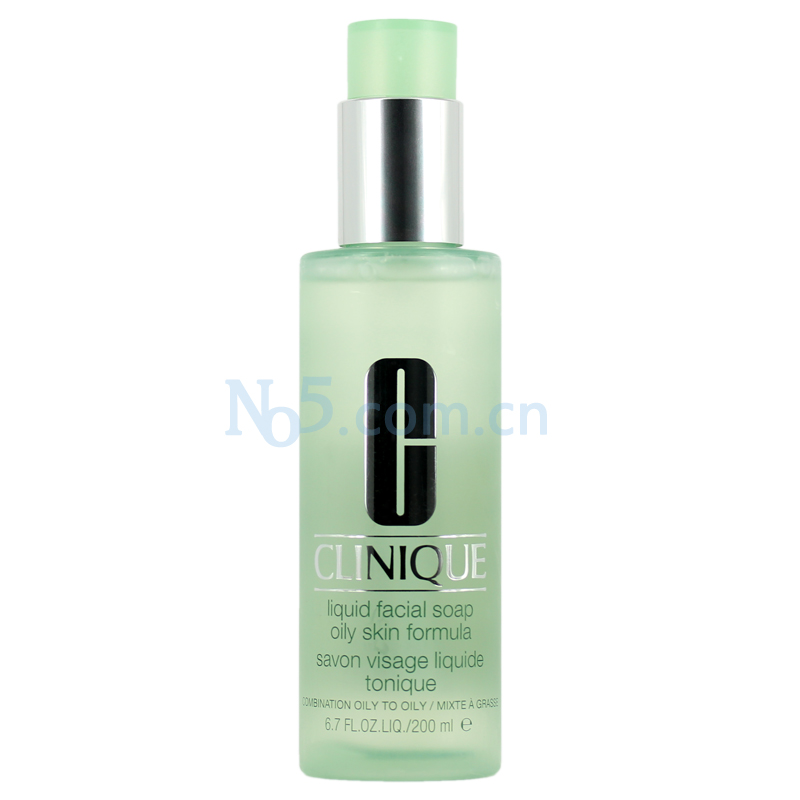 No5.com.cn
CLINIQUE
liquid facial soap
oily skin formula
savon visage liquide
tonique
COMBINATION OILY TO OILY / MIXTE À GRASSE
6.7 FL.OZ.LIQ./200 ml ℮